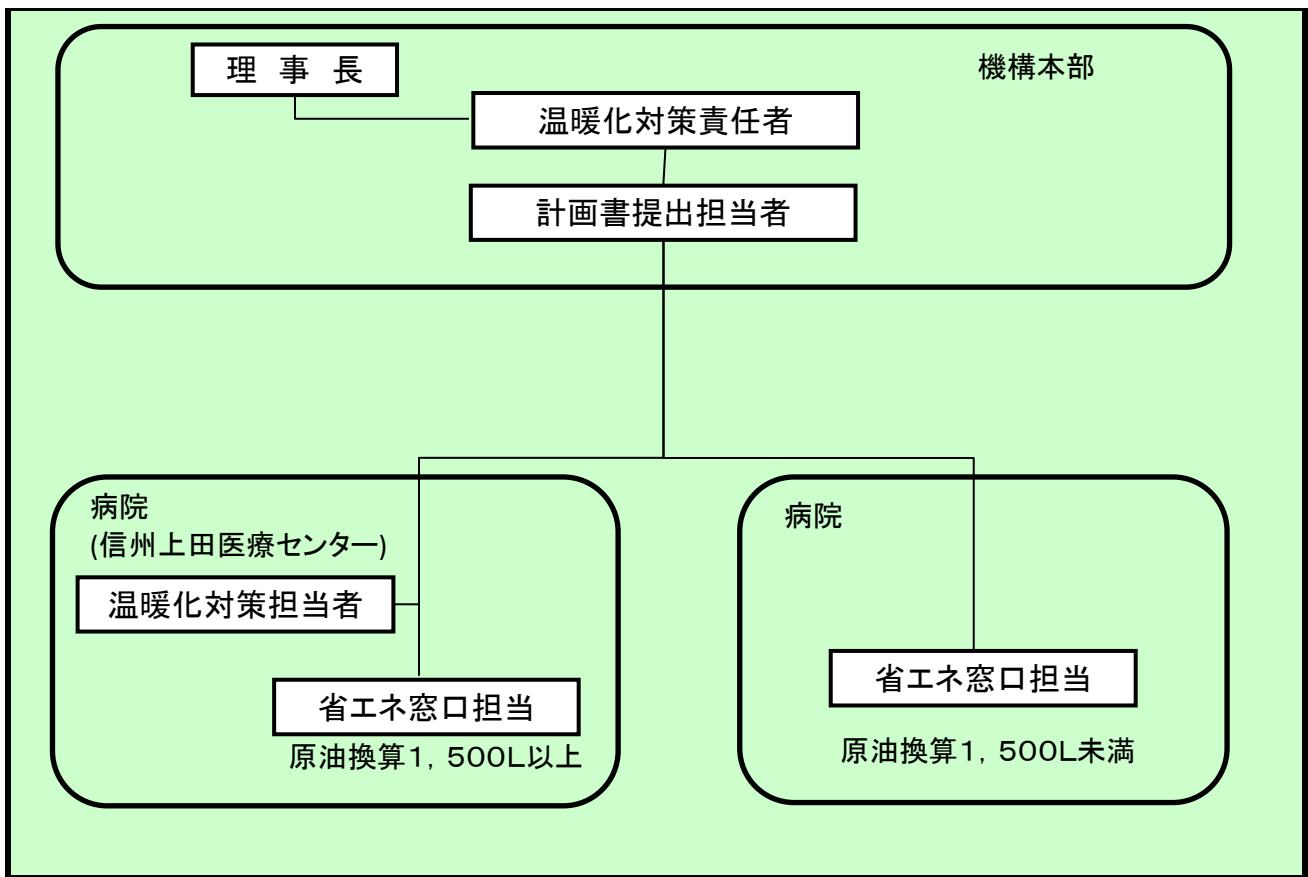 理 事 長
機構本部
温暖化対策責任者
計画書提出担当者
病院
(信州上田医療センター)
温暖化対策担当者
省エネ窓口担当
原油換算１，５００Ｌ以上
病院
省エネ窓口担当
原油換算１，５００Ｌ未満